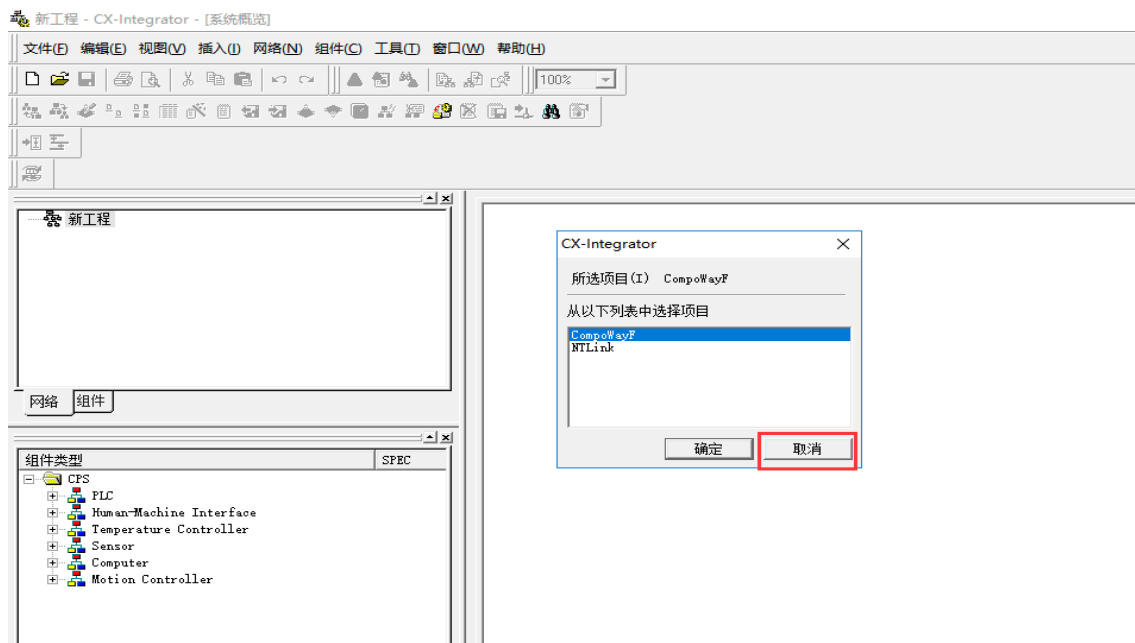 新工程 - CX-Integrator - [系统概览]
文件(F) 编辑(E) 视图(V) 插入(I) 网络(N) 组件(C) 工具(T) 窗口(W) 帮助(H)
100%
新工程
网络 组件
组件类型 SPEC
CPS
PLC
Human-Machine Interface
Temperature Controller
Sensor
Computer
Motion Controller
CX-Integrator
所选项目(I) CompoWayF
从以下列表中选择项目
CompoWayF
NTLink
确定 取消